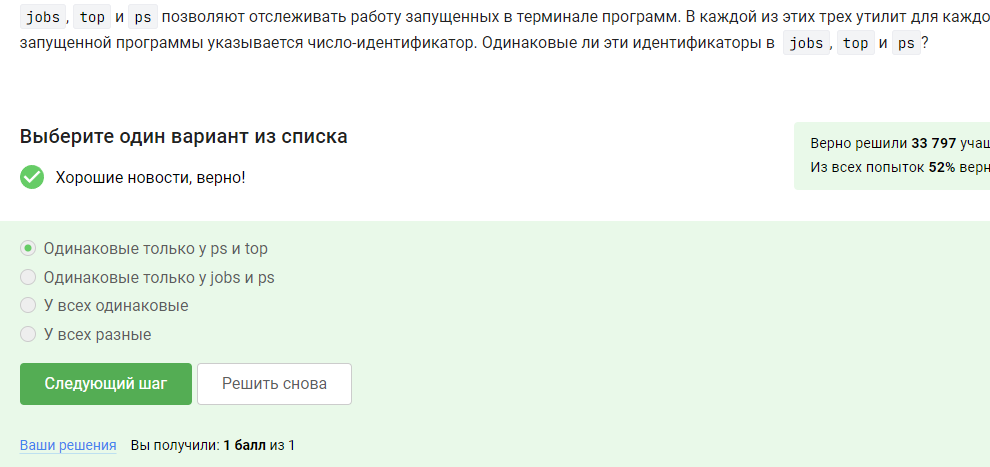 jobs, top и ps позволяют отслеживать работу запущенных в терминале программ. В каждой из этих трех утилит для каждо
запущенной программы указывается число-идентификатор. Одинаковые ли эти идентификаторы в jobs, top и ps?
Выберите один вариант из списка
Верно решили 33 797 учащ
Хорошие новости, верно!
Из всех попыток 52% верн
Одинаковые только у ps и top
Одинаковые только у jobs и ps
У всех одинаковые
У всех разные
Следующий шаг Решить снова
Ваши решения Вы получили: 1 балл из 1